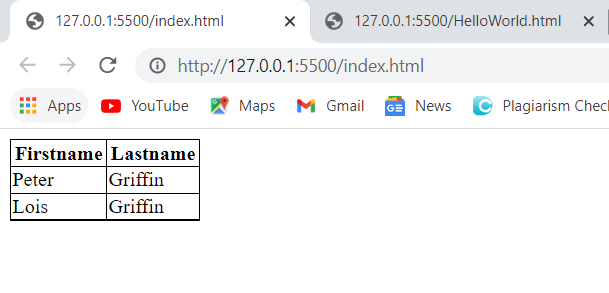 127.0.0.1:5500/index.html 127.0.0.1:5500/HelloWorld.html
http://127.0.0.1:5500/index.html
Apps YouTube Maps Gmail News Plagiarism Chec
Firstname Lastname
Peter Griffin
Lois Griffin